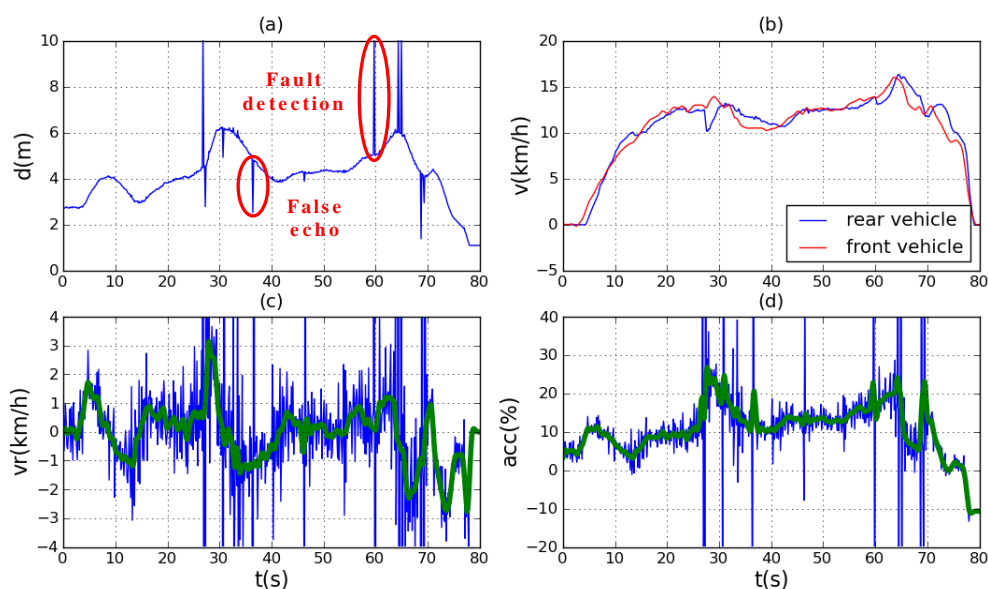 (a)
10
8
6
4
2
0
d(m)
Fault
detection
False
echo
0 10 20 30 40 50 60 70 80
(b)
20
15
10
5
0
−5
v(km/h)
rear vehicle
front vehicle
0 10 20 30 40 50 60 70 80
(c)
4
3
2
1
0
−1
−2
−3
−4
vr(km/h)
0 10 20 30 40 50 60 70 80
t(s)
(d)
40
30
20
10
0
−10
−20
acc(%)
0 10 20 30 40 50 60 70 80
t(s)